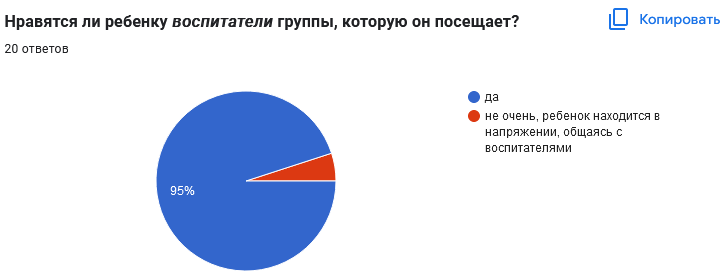 Нравятся ли ребенку воспитатели группы, которую он посещает?
Копировать
20 ответов
да
не очень, ребенок находится в
напряжении, общаясь с
воспитателями
95%